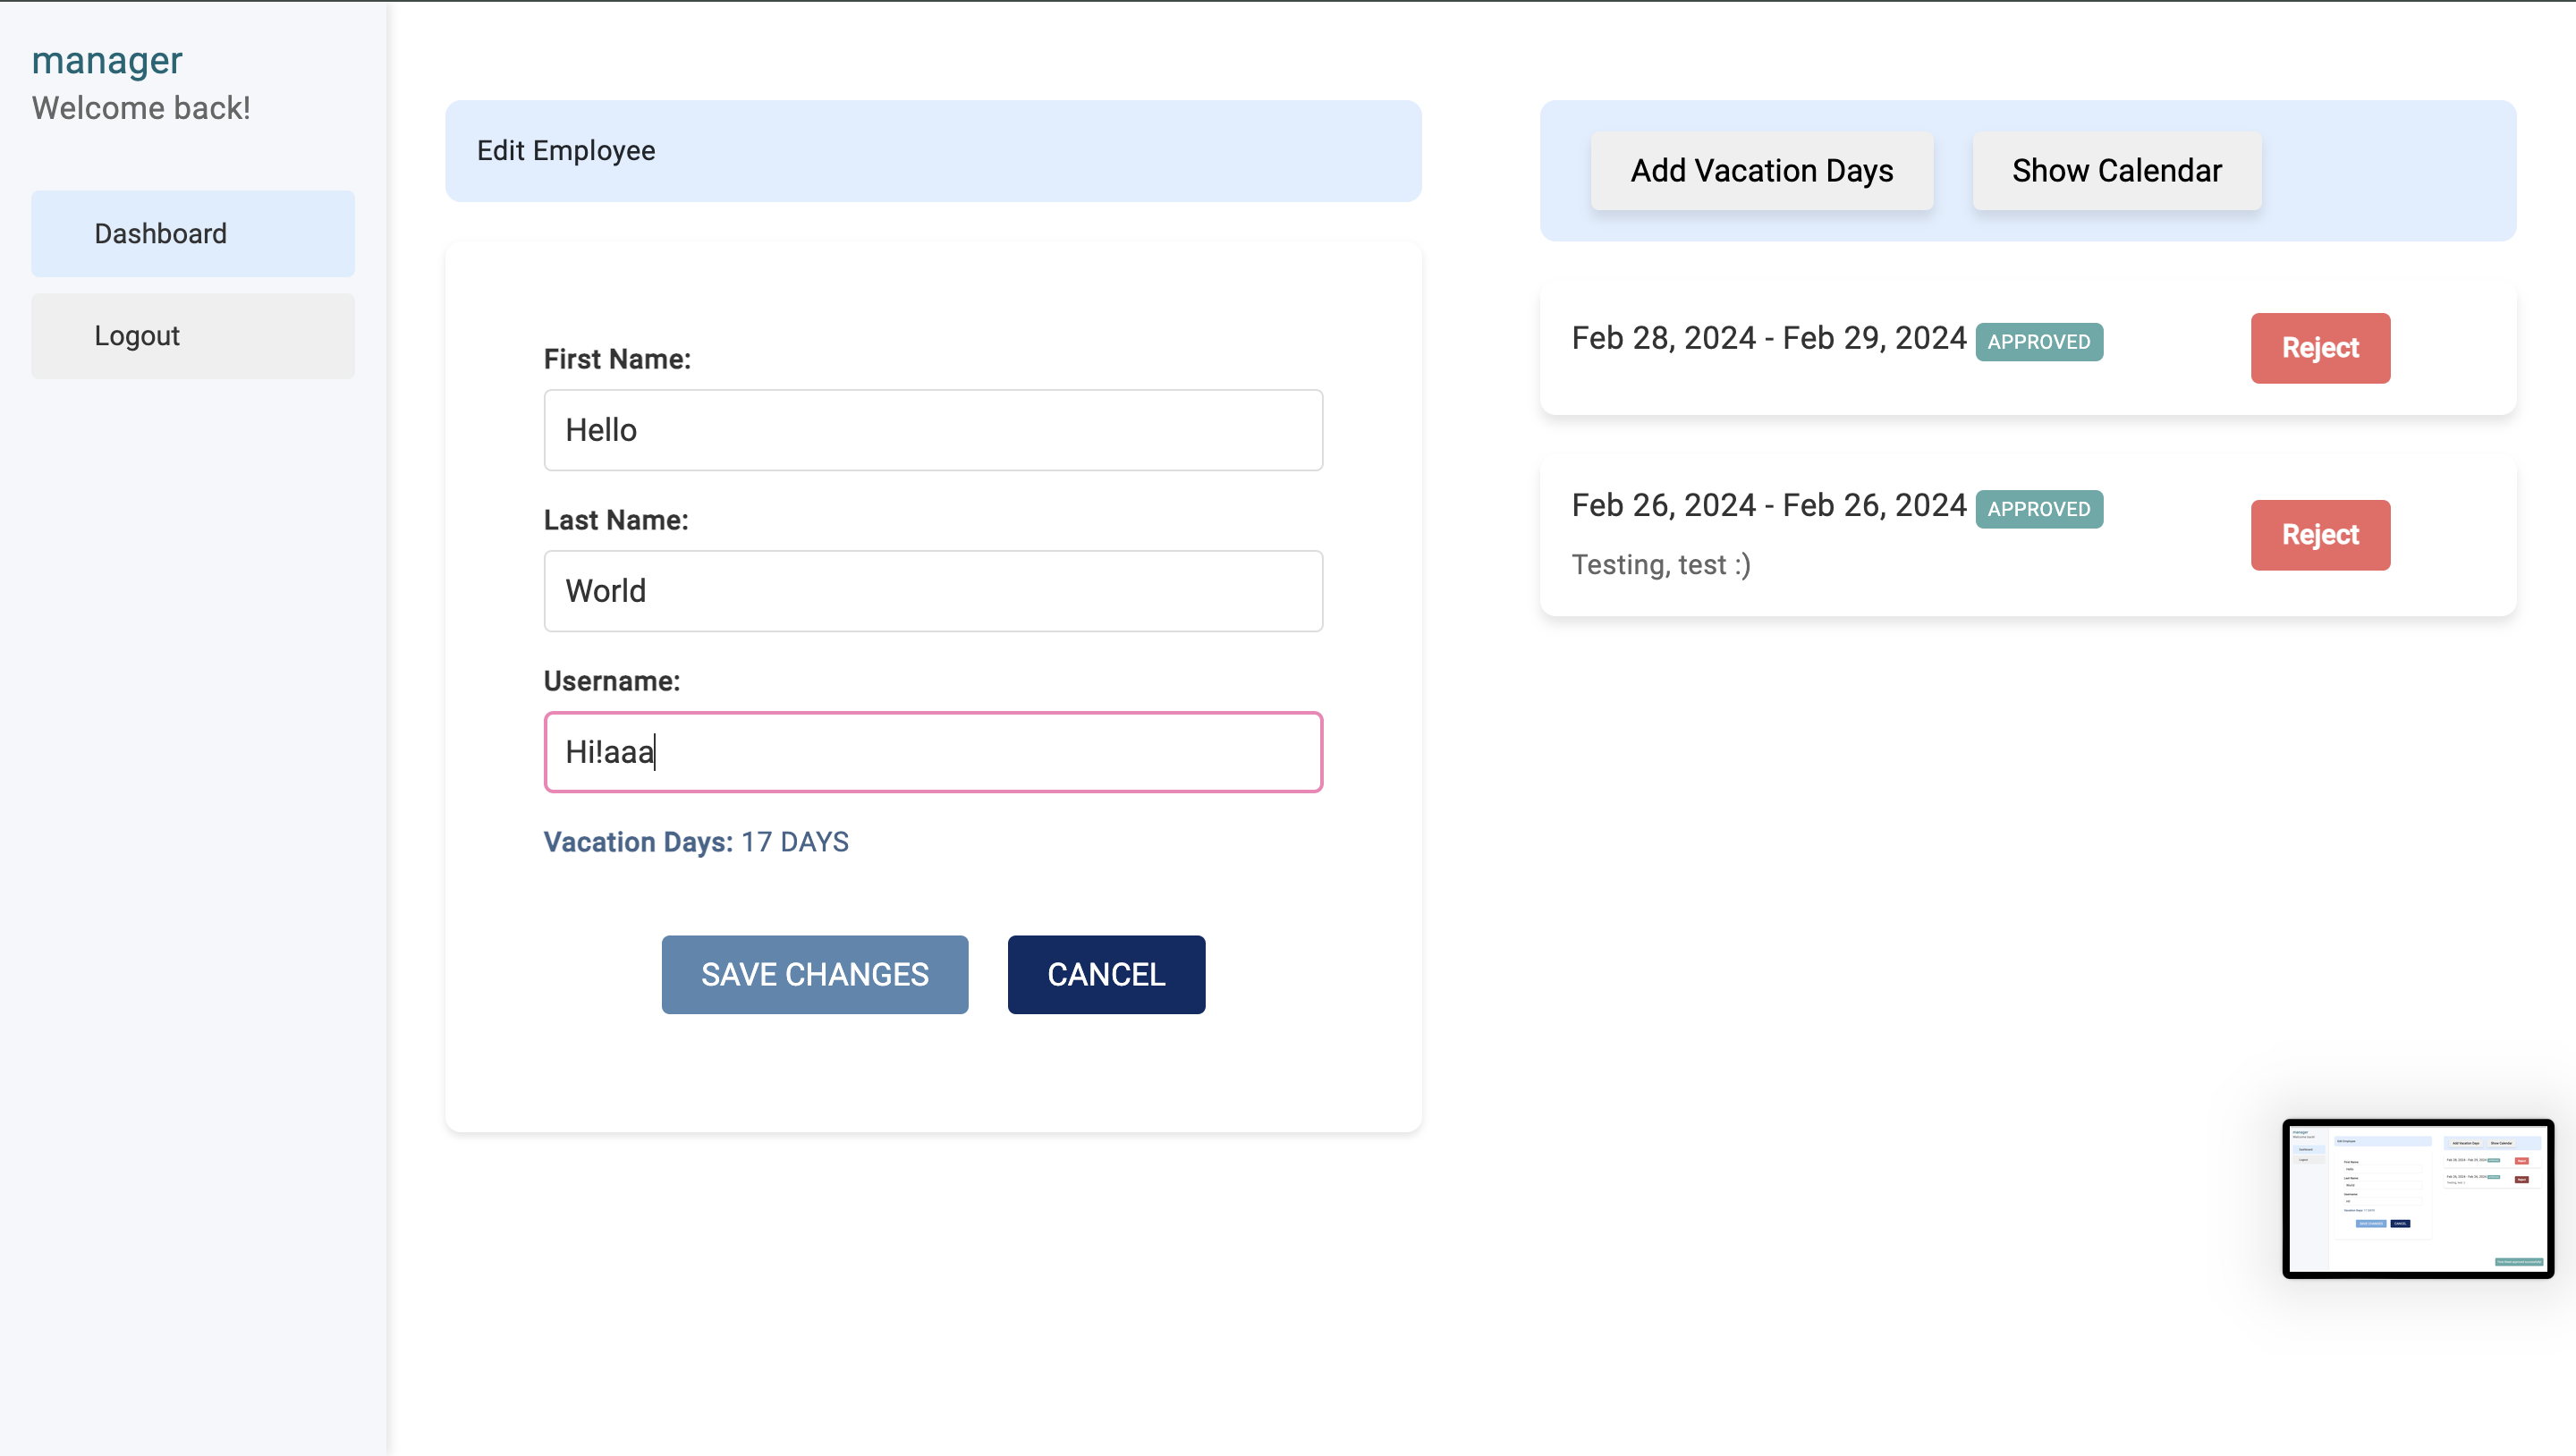 manager
Welcome back!
Dashboard
Logout
Edit Employee
First Name:
Hello
Last Name:
World
Username:
Hi!aaa
Vacation Days: 17 DAYS
SAVE CHANGES
CANCEL
Add Vacation Days
Show Calendar
Feb 28, 2024 - Feb 29, 2024 APPROVED
Reject
Feb 26, 2024 - Feb 26, 2024 APPROVED
Testing, test :)
Reject